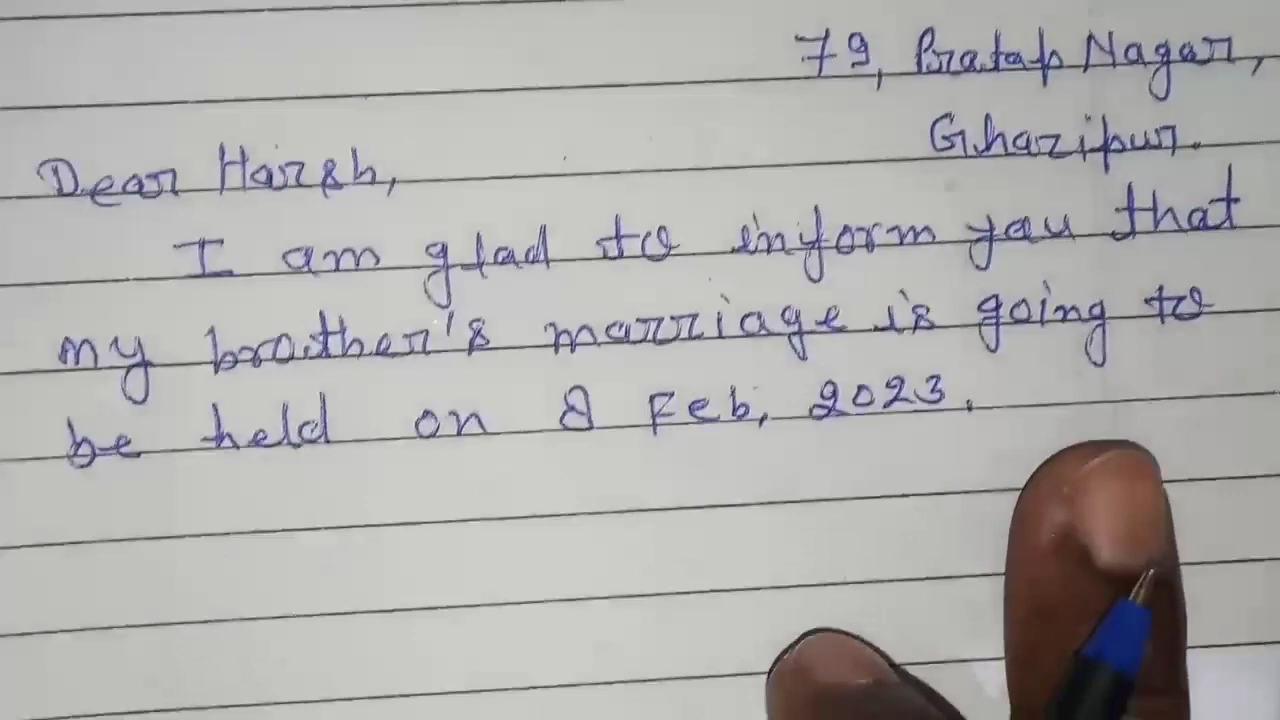 79, Pratap Nagar,
Ghazipur.
Dear Harsh,
I am glad to inform you that
my brother's marriage is going to
be held on 8 Feb, 2023.